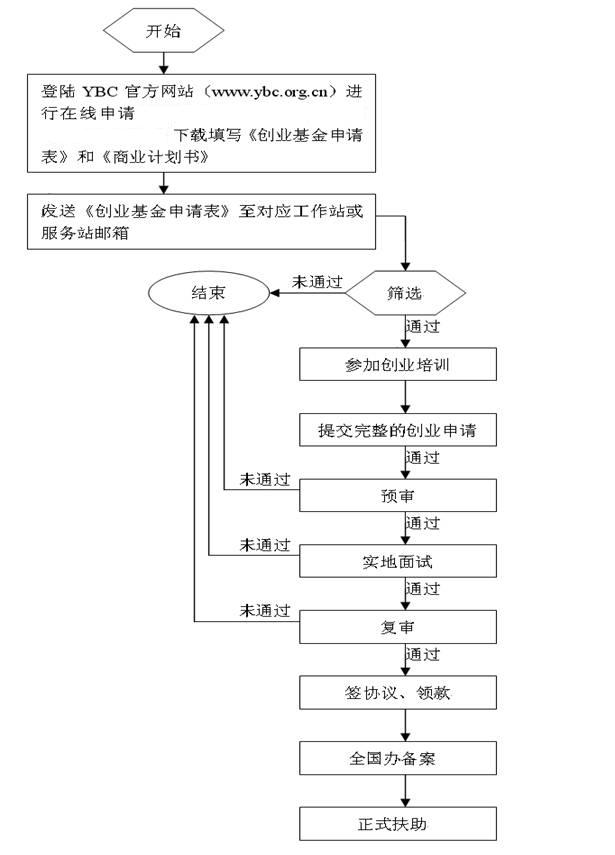 开始
登陆 YBC 官方网站（www.ybc.org.cn）进
行在线申请
下载填写《创业基金申请
表》和《商业计划书》
发送《创业基金申请表》至对应工作站或
服务站邮箱
结束
未通过
筛选
通过
参加创业培训
提交完整的创业申请
通过
未通过
预审
通过
未通过
实地面试
通过
未通过
复审
通过
签协议、领款
全国办备案
正式扶助